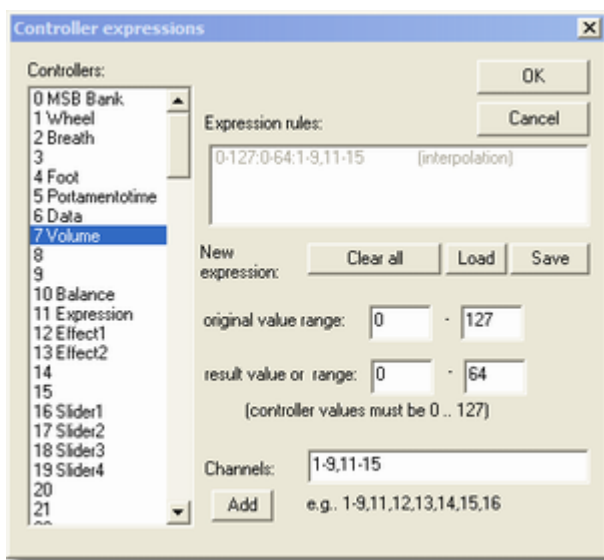 Controller expressions
Controllers:
0 MSB Bank
1 Wheel
2 Breath
3
4 Foot
5 Portamentotime
6 Data
7 Volume
8
9
10 Balance
11 Expression
12 Effect1
13 Effect2
14
15
16 Slider1
17 Slider2
18 Slider3
19 Slider4
20
21
OK
Cancel
Expression rules:
0-127:0-64:1-9,11-15 (interpolation)
New expression:
Clear all
Load
Save
original value range: 0 - 127
result value or range: 0 - 64
(controller values must be 0 .. 127)
Channels: 1-9,11-15
Add
e.g.. 1-9,11,12,13,14,15,16